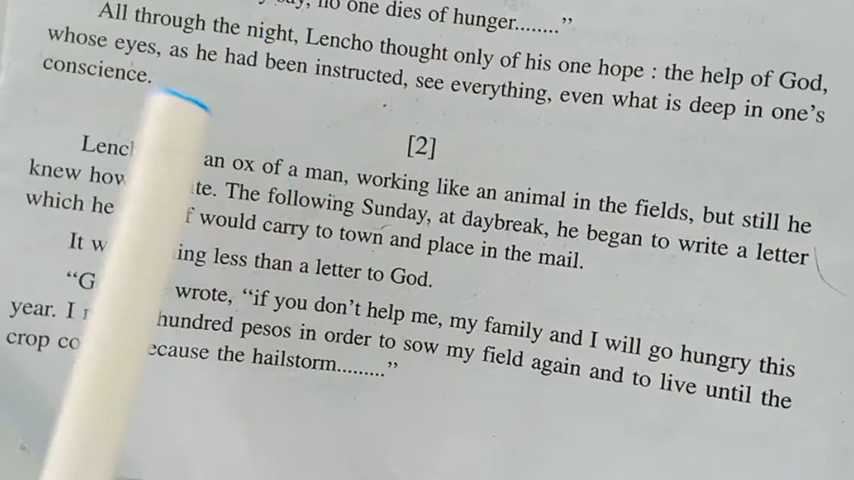 no one dies of hunger........”
All through the night, Lencho thought only of his one hope : the help of God,
whose eyes, as he had been instructed, see everything, even what is deep in one’s
conscience.
[2]
an ox of a man, working like an animal in the fields, but still he
knew how The following Sunday, at daybreak, he began to write a letter
which he would carry to town and place in the mail.
It less than a letter to God.
wrote, “if you don’t help me, my family and I will go hungry this
year. I hundred pesos in order to sow my field again and to live until the
crop the hailstorm.........”